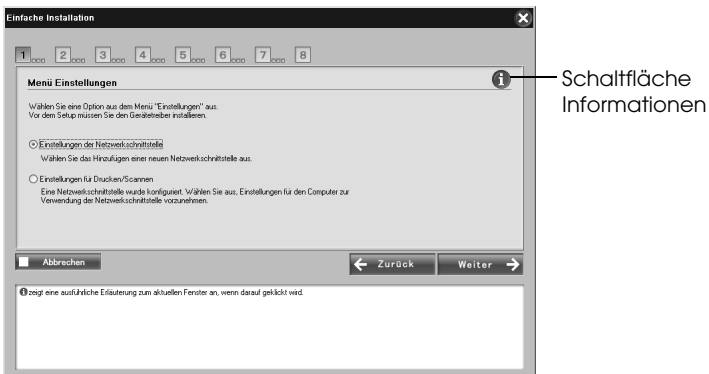 Einfache Installation
1 2 3 4 5 6 7 8
Menü Einstellungen
Schaltfläche
Informationen
Wählen Sie eine Option aus dem Menü "Einstellungen" aus.
Vor dem Setup müssen Sie den Gerätetreiber installieren.
Einstellungen der Netzwerkschnittstelle
Wählen Sie das Hinzufügen einer neuen Netzwerkschnittstelle aus.
Einstellungen für Drucken/Scannen
Eine Netzwerkschnittstelle wurde konfiguriert. Wählen Sie aus, Einstellungen für den Computer zur
Verwendung der Netzwerkschnittstelle vorzunehmen.
Abbrechen
Zurück
Weiter
zeigt eine ausführliche Erläuterung zum aktuellen Fenster an, wenn darauf geklickt wird.